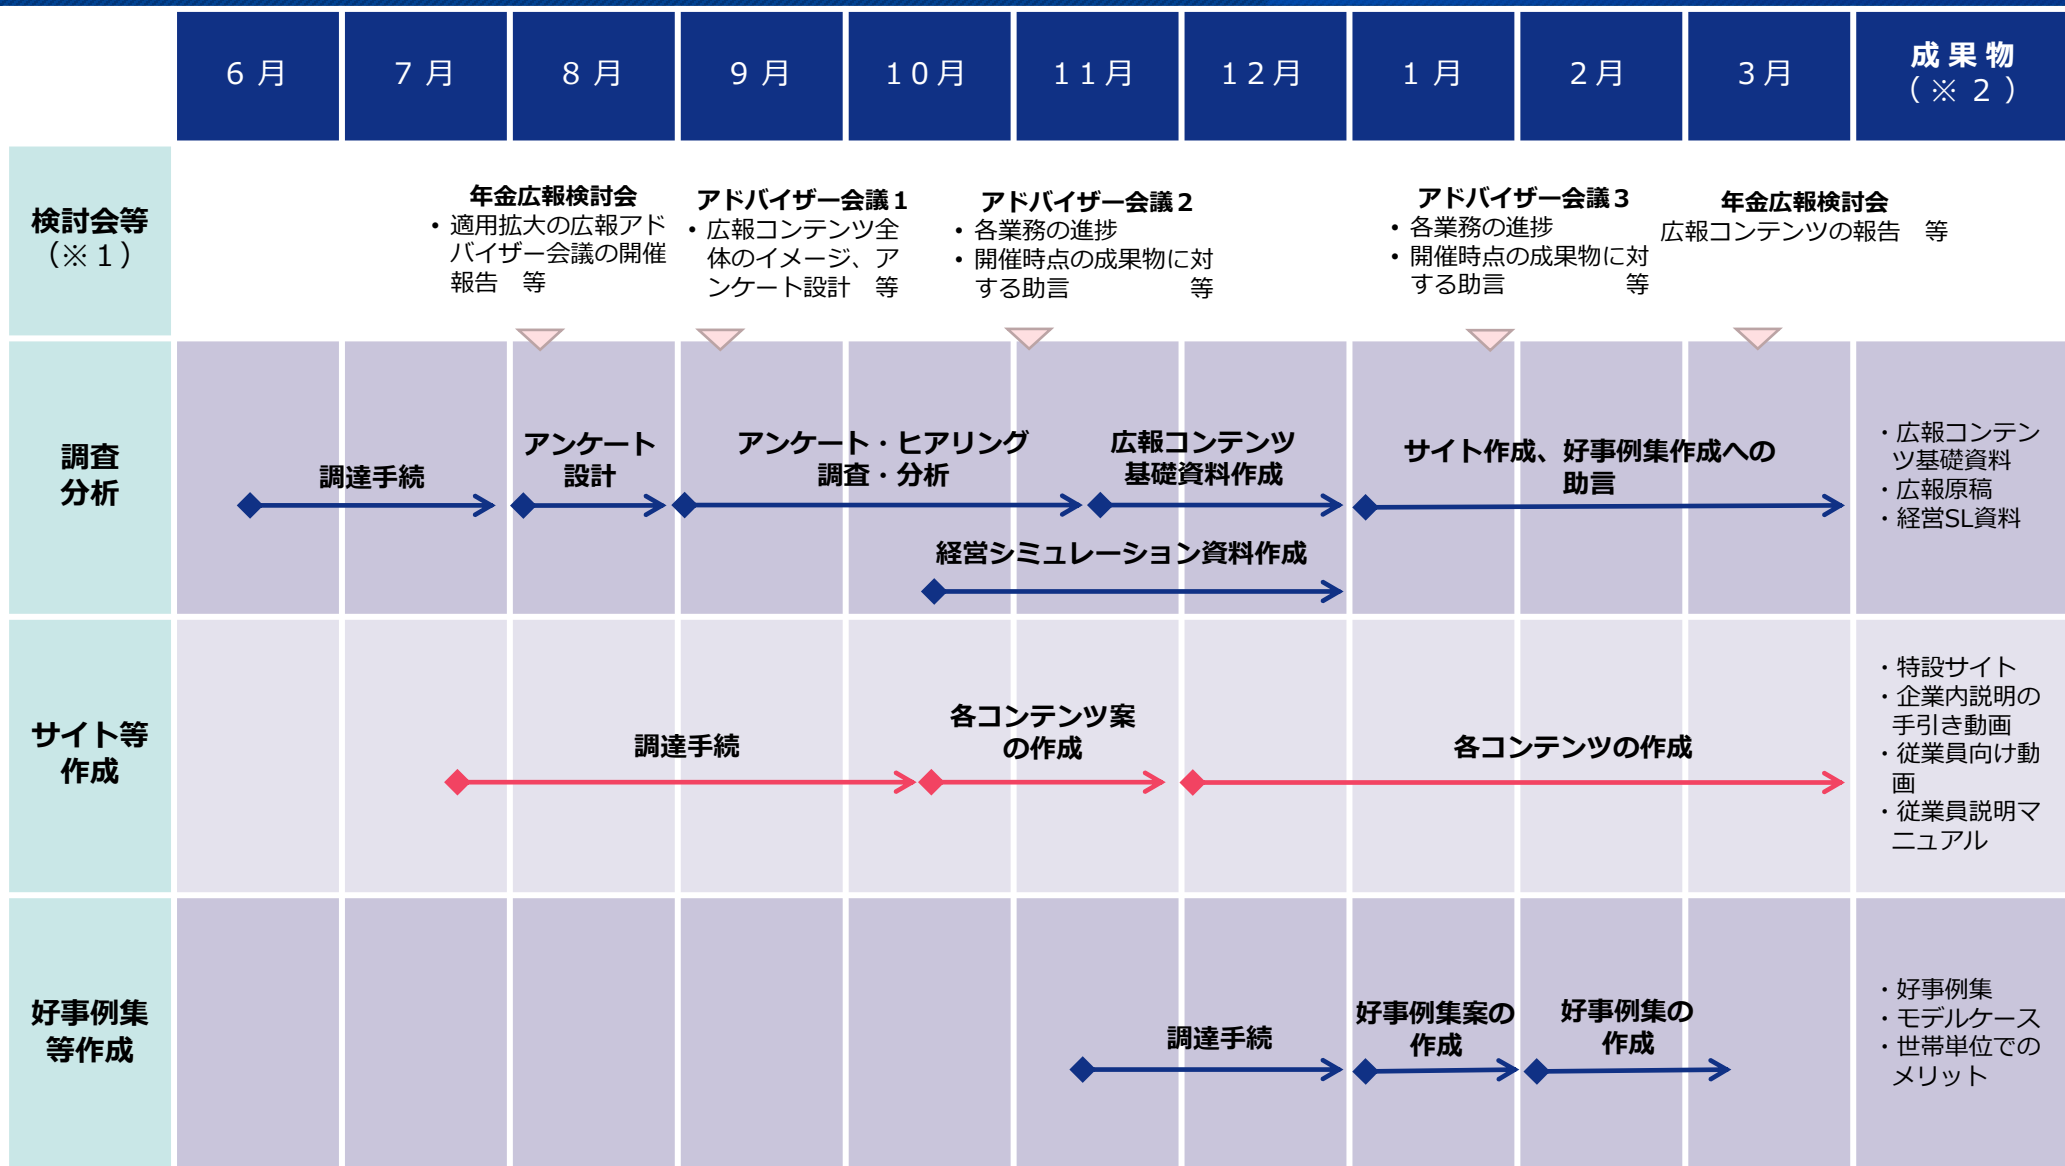 6月
7月
8月
9月
10月
11月
12月
1月
2月
3月
成果物
（※2）
検討会等
（※1）
年金広報検討会
• 適用拡大の広報アド
バイザー会議の開催
報告　等
アドバイザー会議1
• 広報コンテンツ全
体のイメージ、ア
ンケート設計　等
アドバイザー会議2
• 各業務の進捗
• 開催時点の成果物に対
する助言　等
アドバイザー会議3
• 各業務の進捗
• 開催時点の成果物に対
する助言　等
年金広報検討会
広報コンテンツの報告　等
調査
分析
調達手続
アンケート
設計
アンケート・ヒアリング
調査・分析
広報コンテンツ
基礎資料作成
サイト作成、好事例集作成への
助言
経営シミュレーション資料作成
・広報コンテン
ツ基礎資料
・広報原稿
・経営SL資料
サイト等
作成
調達手続
各コンテンツ案
の作成
各コンテンツの作成
・特設サイト
・企業内説明の
手引き動画
・従業員向け動
画
・従業員説明マ
ニュアル
好事例集
等作成
調達手続
好事例集案の
作成
好事例集の
作成
・好事例集
・モデルケース
・世帯単位での
メリット